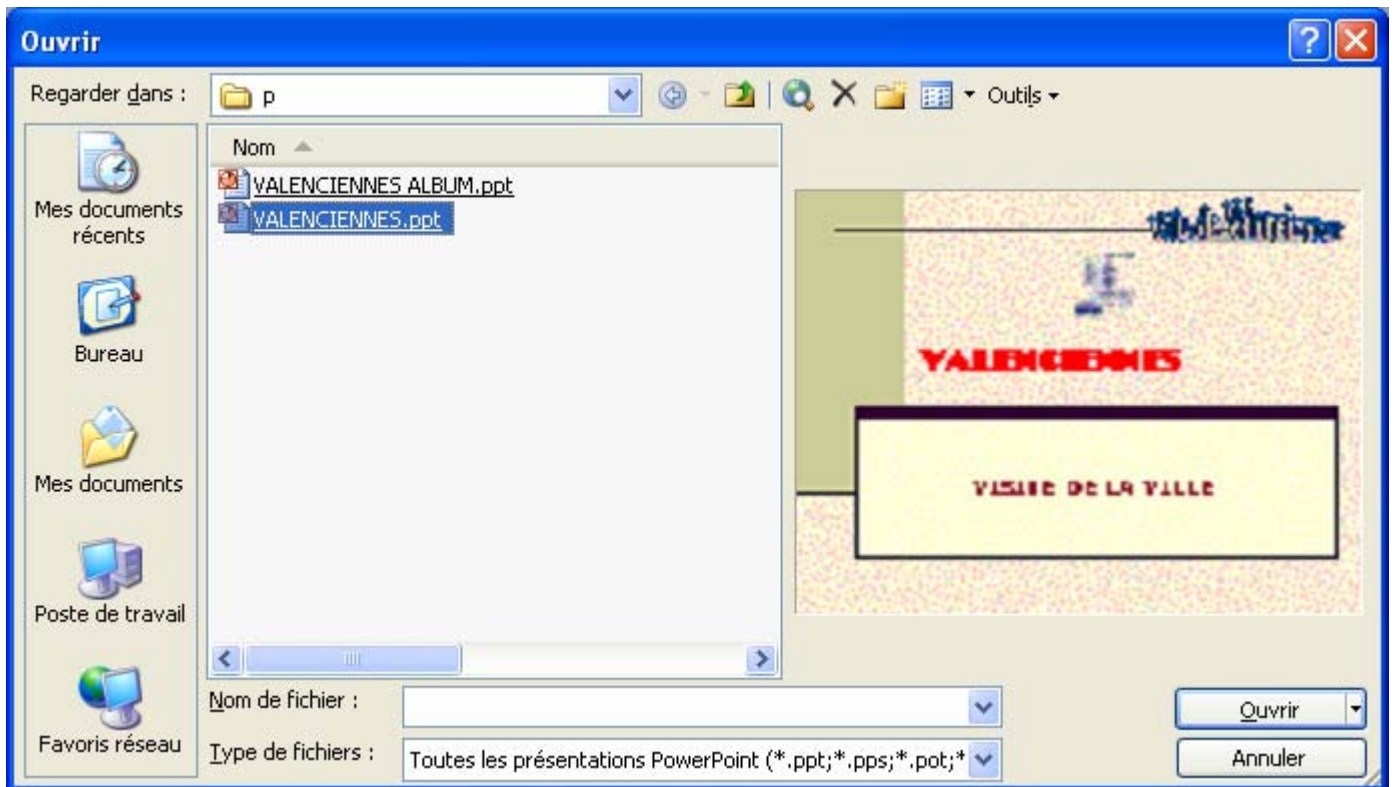 Ouvrir
Regarder dans :
p
Outils
Mes documents
récents
Bureau
Mes documents
Poste de travail
Favoris réseau
Nom
VALENCIENNES ALBUM.ppt
VALENCIENNES.ppt
VALENCIENNES
VISITE DE LA VILLE
Nom de fichier :
Type de fichiers :
Toutes les présentations PowerPoint (*.ppt;*.pps;*.pot;*
Ouvrir
Annuler